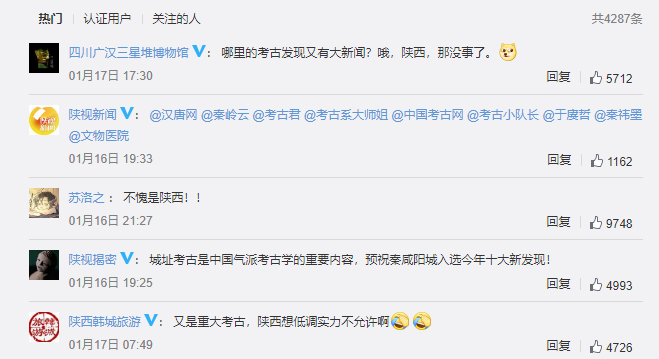 热门 认证用户 关注的人 共4287条
四川广汉三星堆博物馆 : 哪里的考古发现又有大新闻?哦,陕西,那没事了。
01月17日 17:30 回复 5712
陕视新闻 : @汉唐网 @秦岭云 @考古君 @考古系大师姐 @中国考古网 @考古小队长 @于赓哲 @秦祎墨
@文物医院
01月16日 19:33 回复 1162
苏洛之 : 不愧是陕西!!
01月16日 21:27 回复 9748
陕视揭密 : 城址考古是中国气派考古学的重要内容,预祝秦咸阳城入选今年十大新发现!
01月16日 19:25 回复 4993
陕西韩城旅游 : 又是重大考古,陕西想低调实力不允许啊
01月17日 07:49 回复 4726